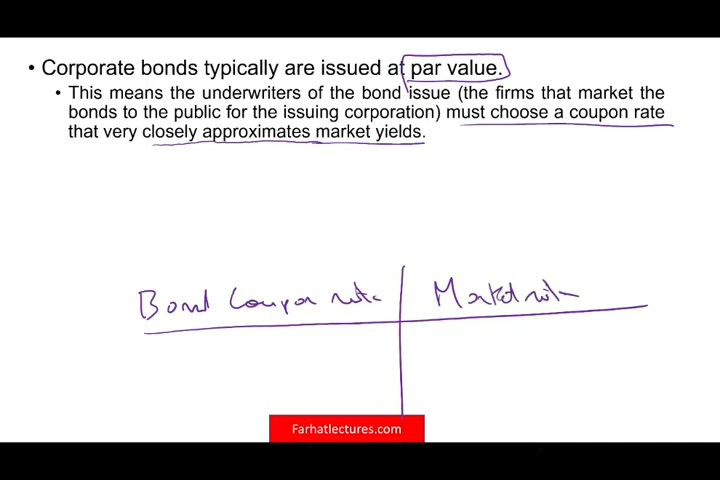 • Corporate bonds typically are issued at par value.
• This means the underwriters of the bond issue (the firms that market the
bonds to the public for the issuing corporation) must choose a coupon rate
that very closely approximates market yields.
Bond Coupon rate Market rate
Farhatlectures.com